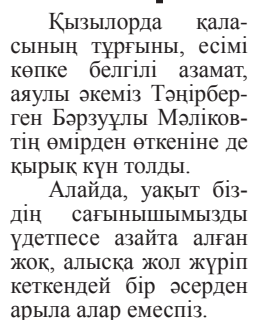 Қызылорда қала-
сының тұрғыны, есімі
көпке белгілі азамат,
аяулы әкеміз Тәңірбер-
ген Бәрзуұлы Мәліков-
тің өмірден өткеніне де
қырық күн толды.
Алайда, уақыт біз-
дің сағынышымызды
үдетпесе азайта алған
жоқ, алысқа жол жүріп
кеткендей бір әсерден
арыла алар емеспіз.